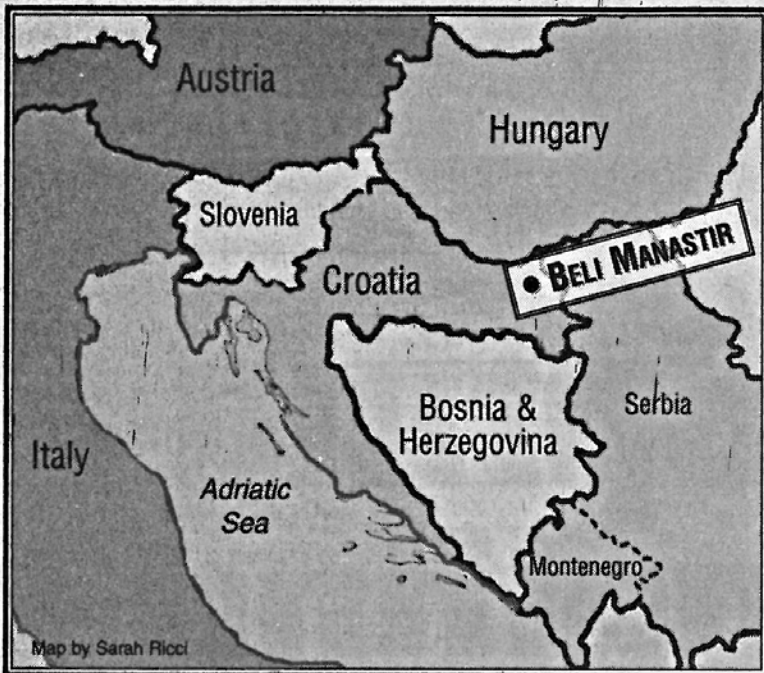 Austria
Hungary
Slovenia
Croatia
BELI MANASTIR
Bosnia &
Herzegovina
Serbia
Italy
Adriatic
Sea
Montenegro
Map by Sarah Ricci